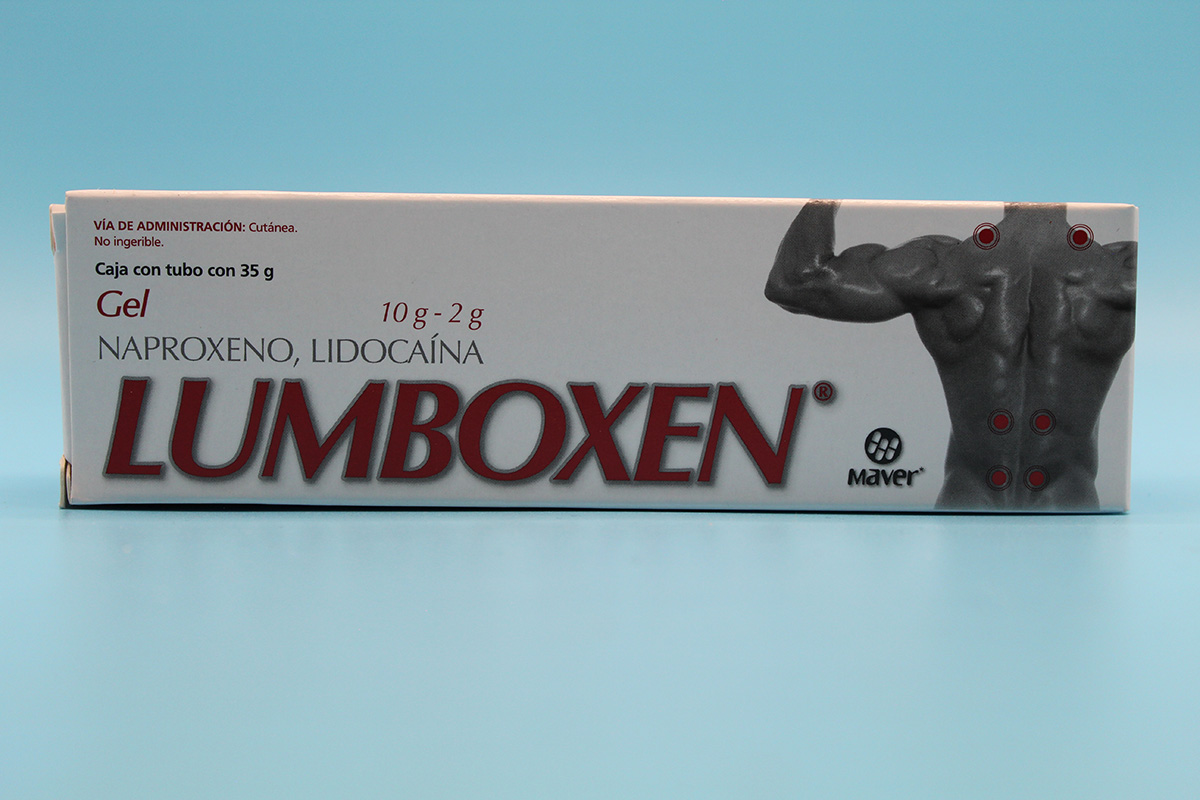 VÍA DE ADMINISTRACIÓN: Cutánea.
No ingerible.
Caja con tubo con 35 g
Gel 10 g - 2 g
NAPROXENO, LIDOCAÍNA
LUMBOXEN®
Maver®